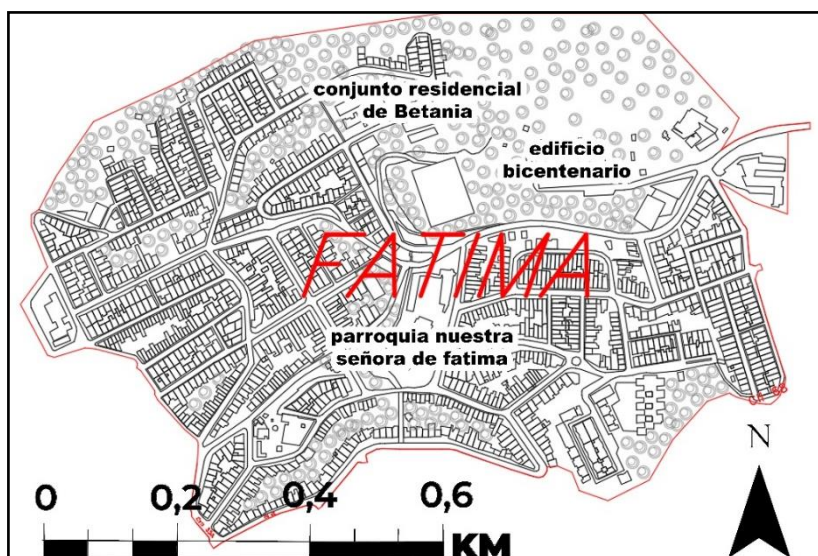 conjunto residencial
de Betania
edificio
bicentenario
FATIMA
parroquia nuestra
señora de fatima
N
0 0,2 0,4 0,6
KM